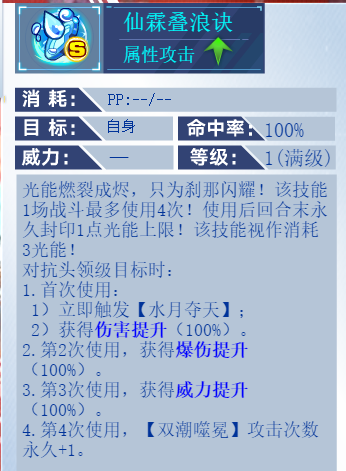 仙霖叠浪诀
属性攻击
S
消耗: PP:--/--
目标: 自身 命中率: 100%
威力: — 等级: 1(满级)
光能燃裂成烬，只为刹那闪耀！该技能
1场战斗最多使用4次！使用后回合末永
久封印1点光能上限！该技能视作消耗
3光能！
对抗头领级目标时：
1.首次使用：
1）立即触发【水月夺天】；
2）获得伤害提升（100%）。
2.第2次使用，获得爆伤提升
（100%）。
3.第3次使用，获得威力提升
（100%）。
4.第4次使用，【双潮噬冕】攻击次数
永久+1。